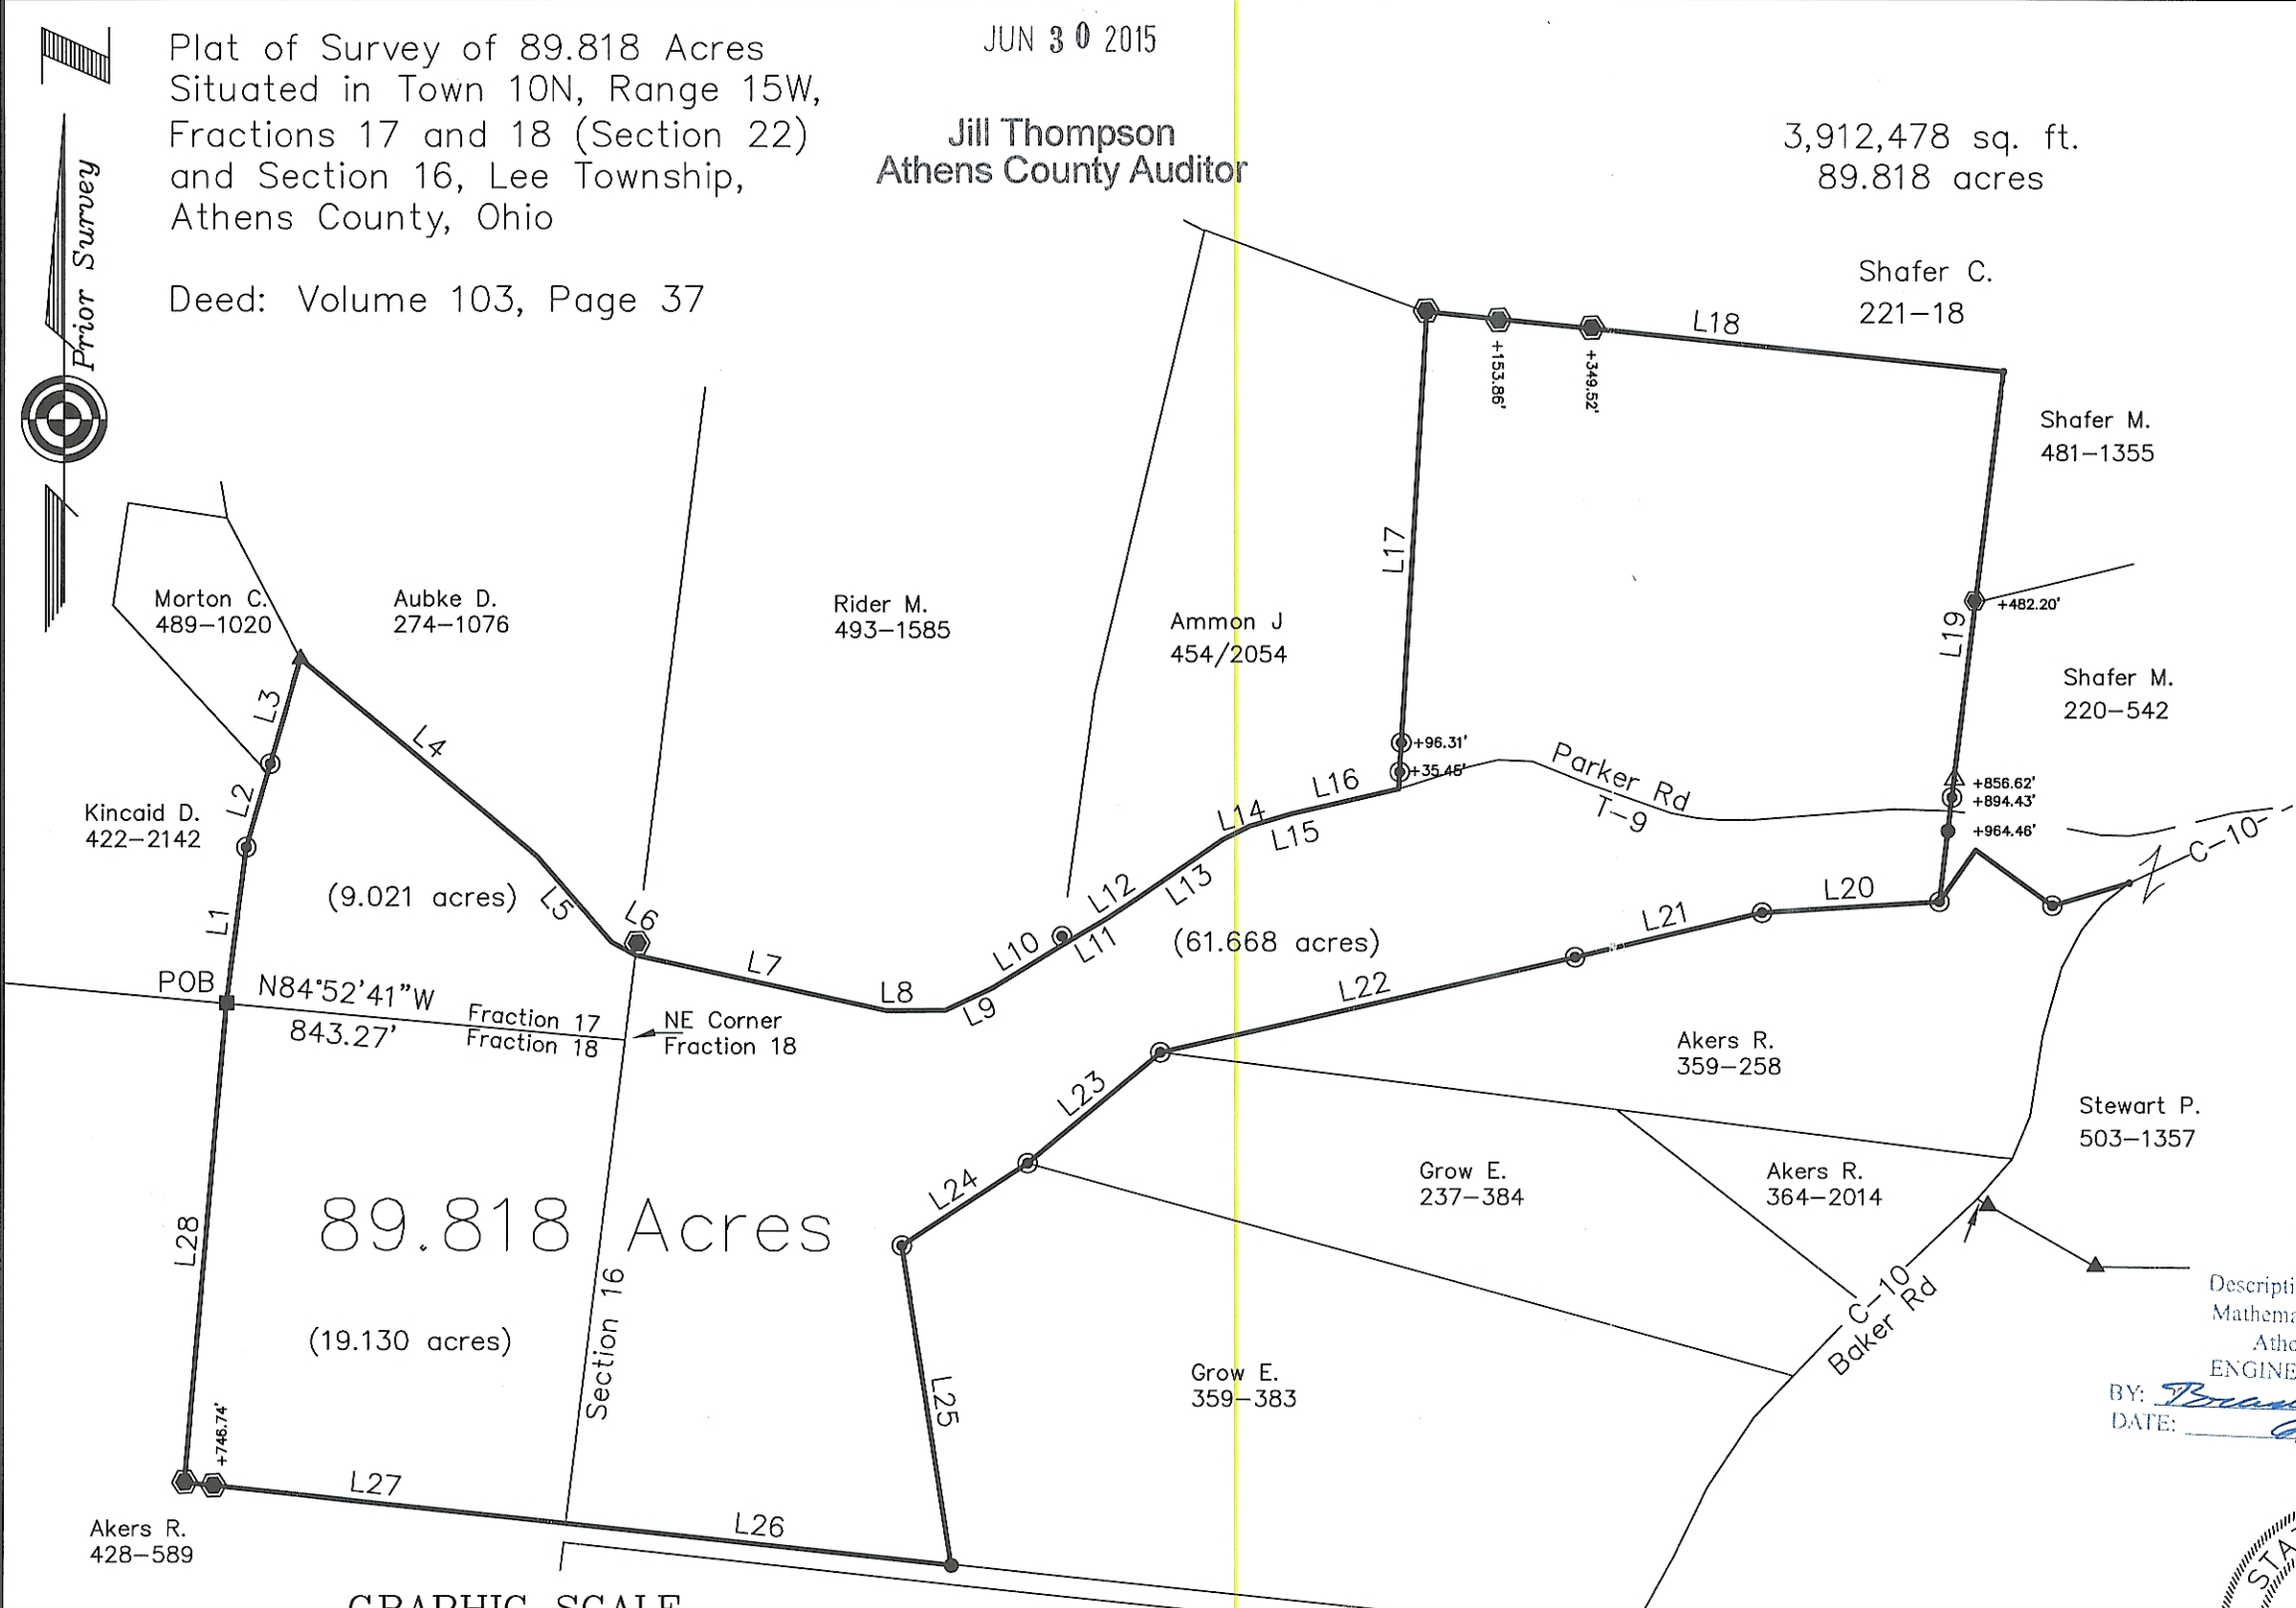 Plat of Survey of 89.818 Acres
Situated in Town 10N, Range 15W,
Fractions 17 and 18 (Section 22)
and Section 16, Lee Township,
Athens County, Ohio
Deed: Volume 103, Page 37
JUN 30 2015
Jill Thompson
Athens County Auditor
3,912,478 sq. ft.
89.818 acres
Prior Survey
Shafer C.
221-18
L18
+153.86'
+349.52'
Shafer M.
481-1355
L17
Morton C.
489-1020
Aubke D.
274-1076
Rider M.
493-1585
Ammon J
454/2054
+482.20'
L19
Shafer M.
220-542
L3
L4
+96.31'
+35.45'
Parker Rd
T-9
+856.62'
+894.43'
+964.46'
C-10-
Kincaid D.
422-2142
L2
L16
L14
L15
(9.021 acres)
L1
L5
L6
L12
L13
L10
L11
(61.668 acres)
L20
L21
L7
L8
L9
L22
POB
N84°52'41"W
843.27'
Fraction 17
Fraction 18
NE Corner
Fraction 18
Akers R.
359-258
L23
Stewart P.
503-1357
L24
Grow E.
237-384
Akers R.
364-2014
89.818 Acres
L28
Section 16
(19.130 acres)
C-10
Baker Rd
L25
Grow E.
359-383
Descripti
Mathema
Athe
ENGINE
BY:
DATE:
+746.74'
L27
L26
Akers R.
428-589
GRAPHIC SCALE
STA